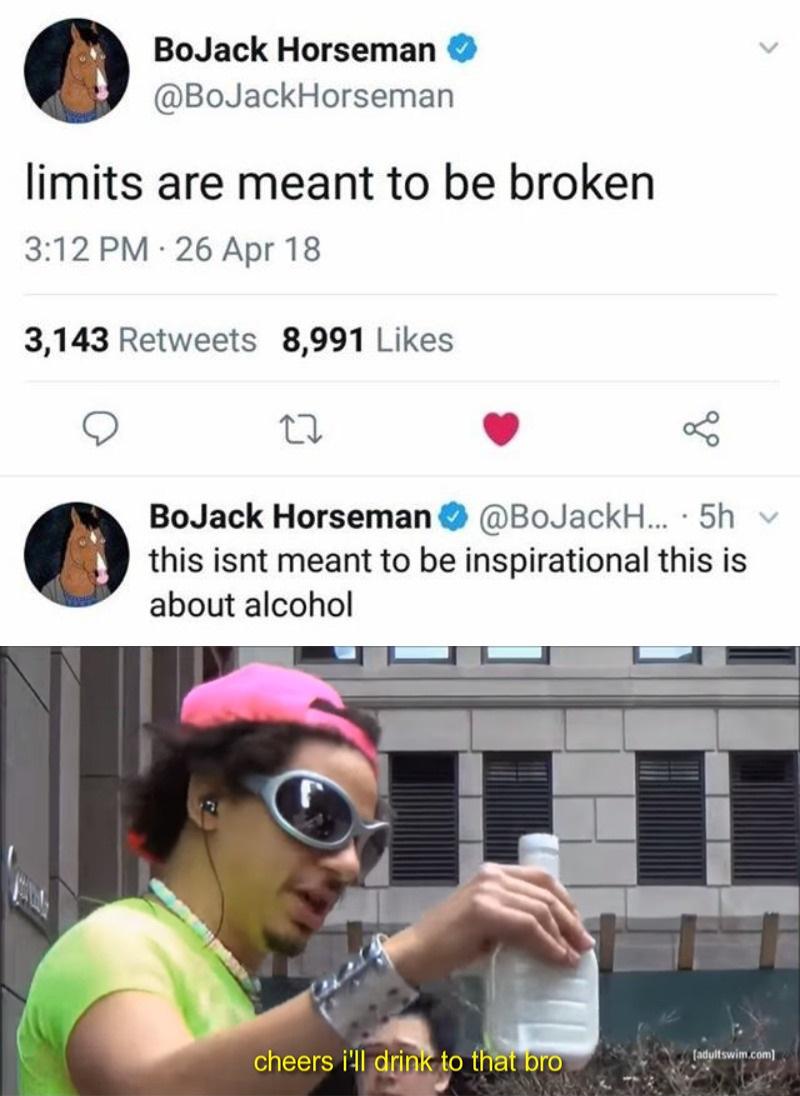 BoJack Horseman
@BoJackHorseman
limits are meant to be broken
3:12 PM · 26 Apr 18
3,143 Retweets 8,991 Likes
BoJack Horseman @BoJackH... · 5h
this isnt meant to be inspirational this is
about alcohol
cheers i'll drink to that bro
[adultswim.com]